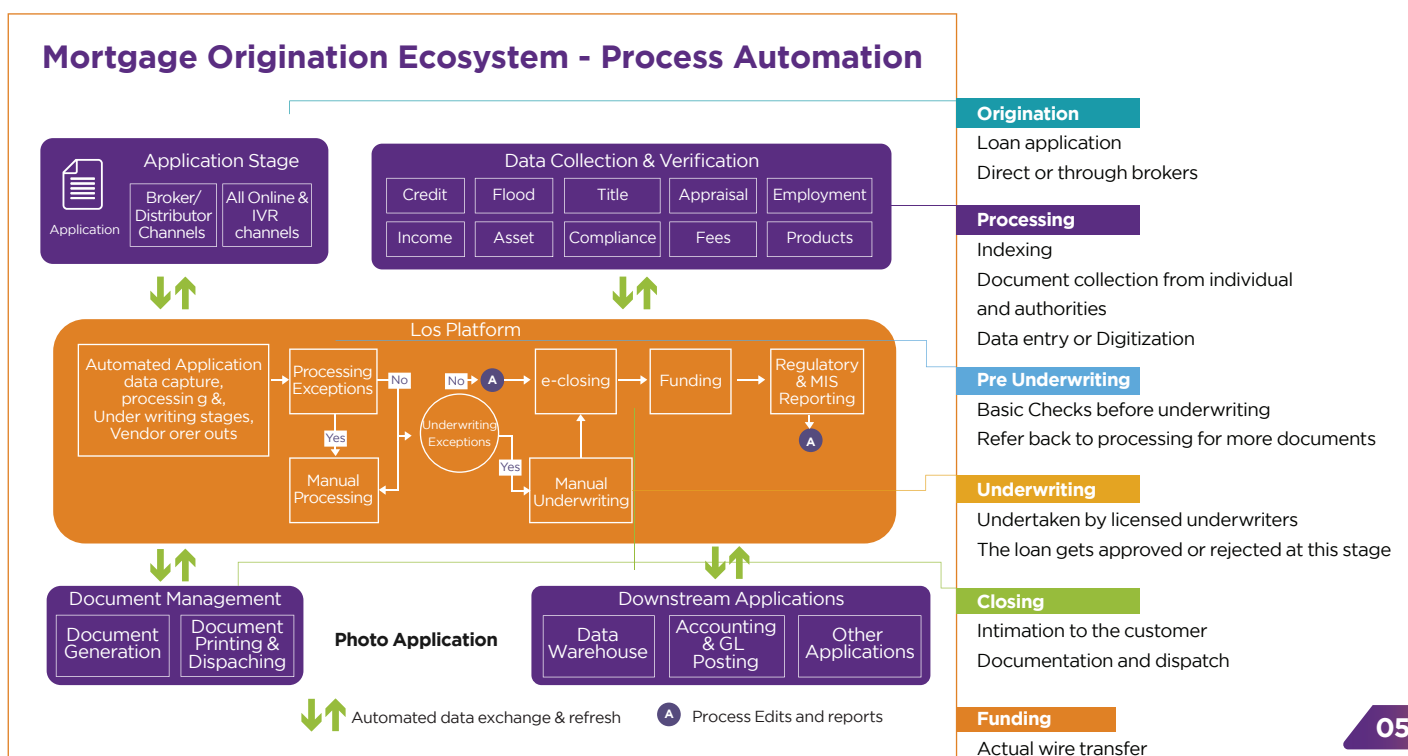 Mortgage Origination Ecosystem - Process Automation
Application Stage
Application
Broker/
Distributor
Channels
All Online &
IVR
channels
Data Collection & Verification
Credit
Flood
Title
Appraisal
Employment
Income
Asset
Compliance
Fees
Products
Los Platform
Automated Application
data capture,
processin g &,
Under writing stages,
Vendor orer outs
Processing
Exceptions
No
Yes
Manual
Processing
Underwriting
Exceptions
No
A
Yes
Manual
Underwriting
e-closing
Funding
Regulatory
& MIS
Reporting
A
Document Management
Document
Generation
Document
Printing &
Dispaching
Photo Application
Downstream Applications
Data
Warehouse
Accounting
& GL
Posting
Other
Applications
Automated data exchange & refresh
A
Process Edits and reports
Origination
Loan application
Direct or through brokers
Processing
Indexing
Document collection from individual
and authorities
Data entry or Digitization
Pre Underwriting
Basic Checks before underwriting
Refer back to processing for more documents
Underwriting
Undertaken by licensed underwriters
The loan gets approved or rejected at this stage
Closing
Intimation to the customer
Documentation and dispatch
Funding
Actual wire transfer
05